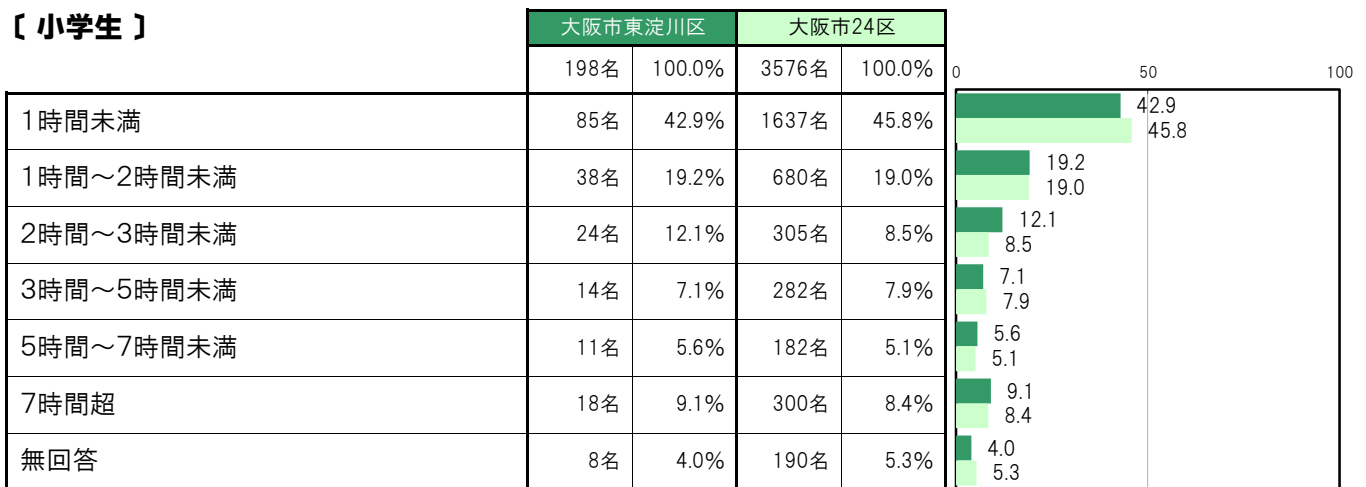 〔 小学生 〕
大阪市東淀川区 大阪市24区
198名 100.0% 3576名 100.0% 0 50 100
1時間未満 85名 42.9% 1637名 45.8% 42.9
45.8
1時間～2時間未満 38名 19.2% 680名 19.0% 19.2
19.0
2時間～3時間未満 24名 12.1% 305名 8.5% 12.1
8.5
3時間～5時間未満 14名 7.1% 282名 7.9% 7.1
7.9
5時間～7時間未満 11名 5.6% 182名 5.1% 5.6
5.1
7時間超 18名 9.1% 300名 8.4% 9.1
8.4
無回答 8名 4.0% 190名 5.3% 4.0
5.3